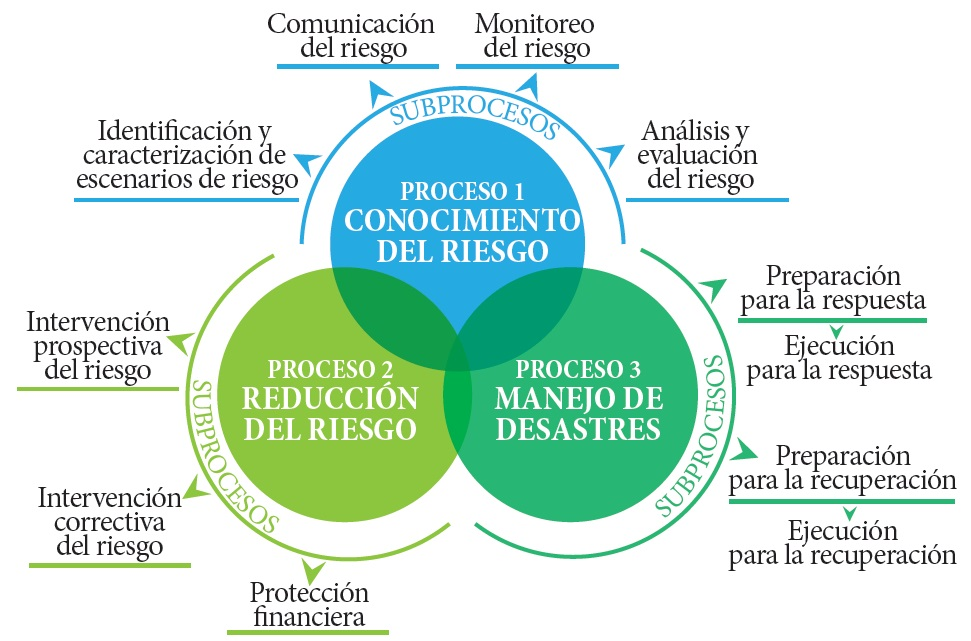 Comunicación
del riesgo
Monitoreo
del riesgo
SUBPROCESOS
Identificación y
caracterización de
escenarios de riesgo
Análisis y
evaluación
del riesgo
PROCESO 1
CONOCIMIENTO
DEL RIESGO
Preparación
para la respuesta
Ejecución
para la respuesta
Intervención
prospectiva
del riesgo
PROCESO 2
REDUCCIÓN
DEL RIESGO
PROCESO 3
MANEJO DE
DESASTRES
SUBPROCESOS
SUBPROCESOS
Preparación
para la recuperación
Ejecución
para la recuperación
Intervención
correctiva
del riesgo
Protección
financiera